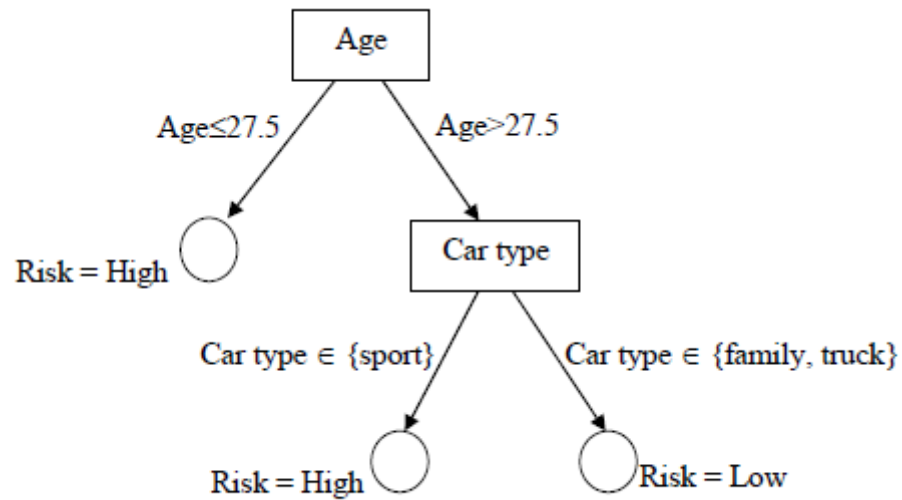 Age
Age≤27.5
Age>27.5
Risk = High
Car type
Car type ∈ {sport}
Car type ∈ {family, truck}
Risk = High
Risk = Low